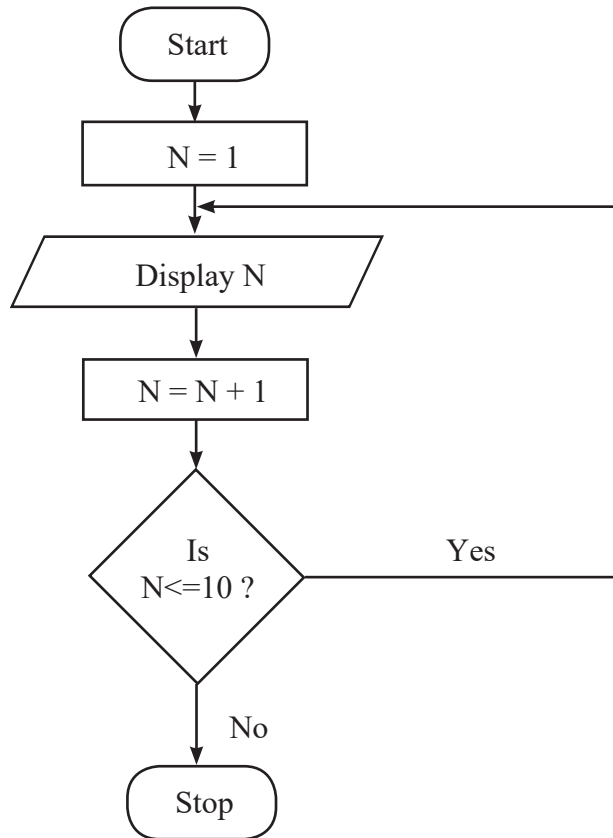 Start
N = 1
Display N
N = N + 1
Is
N<=10 ?
Yes
No
Stop